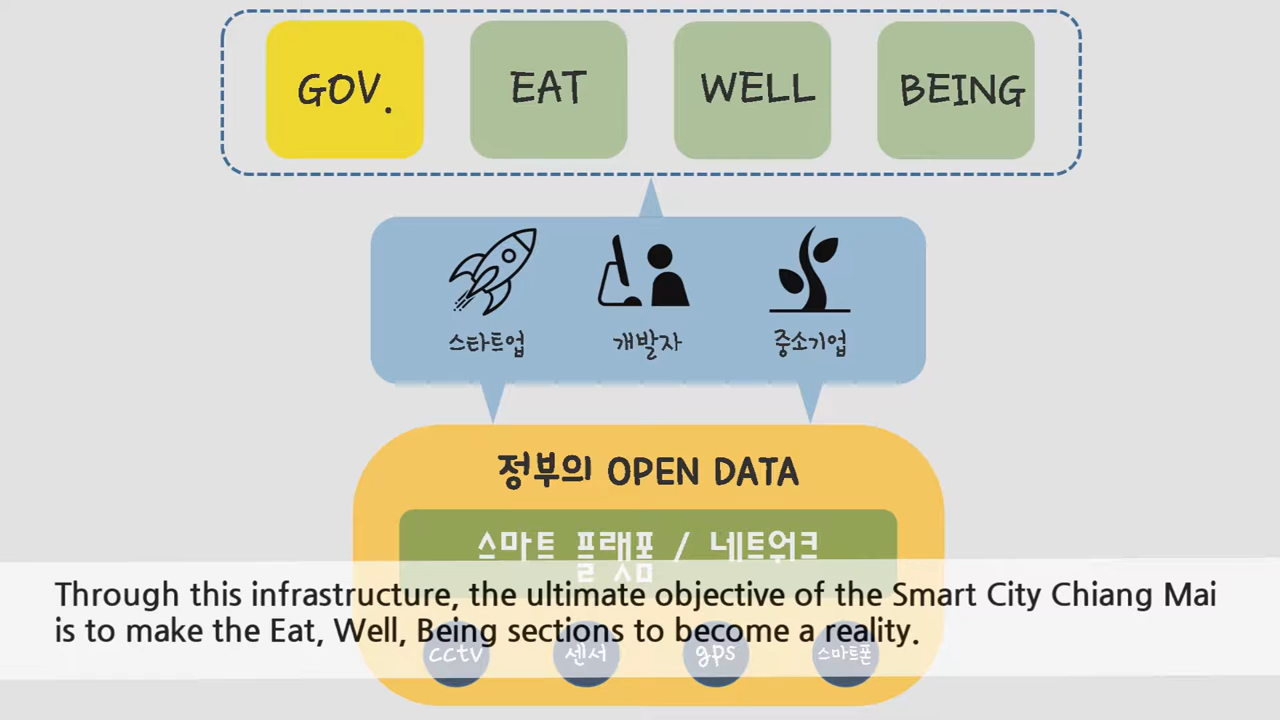 GOV. EAT WELL BEING
스타트업 개발자 중소기업
정부의 OPEN DATA
스마트 플랫폼 / 네트워크
Through this infrastructure, the ultimate objective of the Smart City Chiang Mai
is to make the Eat, Well, Being sections to become a reality.
cctv 센서 gps 스마트폰